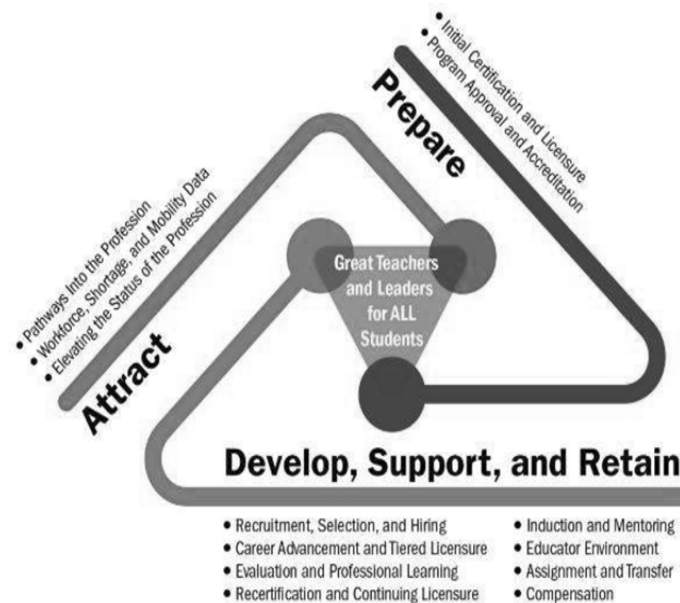 • Initial Certification and Licensure
• Program Approval and Accreditation
Prepare
• Pathways Into the Profession
• Workforce, Shortage, and Mobility Data
• Elevating the Status of the Profession
Attract
Great Teachers
and Leaders
for ALL
Students
Develop, Support, and Retain
• Recruitment, Selection, and Hiring
• Career Advancement and Tiered Licensure
• Evaluation and Professional Learning
• Recertification and Continuing Licensure
• Induction and Mentoring
• Educator Environment
• Assignment and Transfer
• Compensation